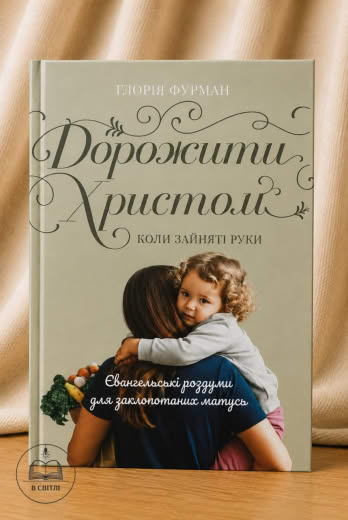 ГЛОРІЯ ФУРМАН
Дорожити
Христом
КОЛИ ЗАЙНЯТІ РУКИ
Євангельські роздуми
для заклопотаних матусь
В СВІТЛІ